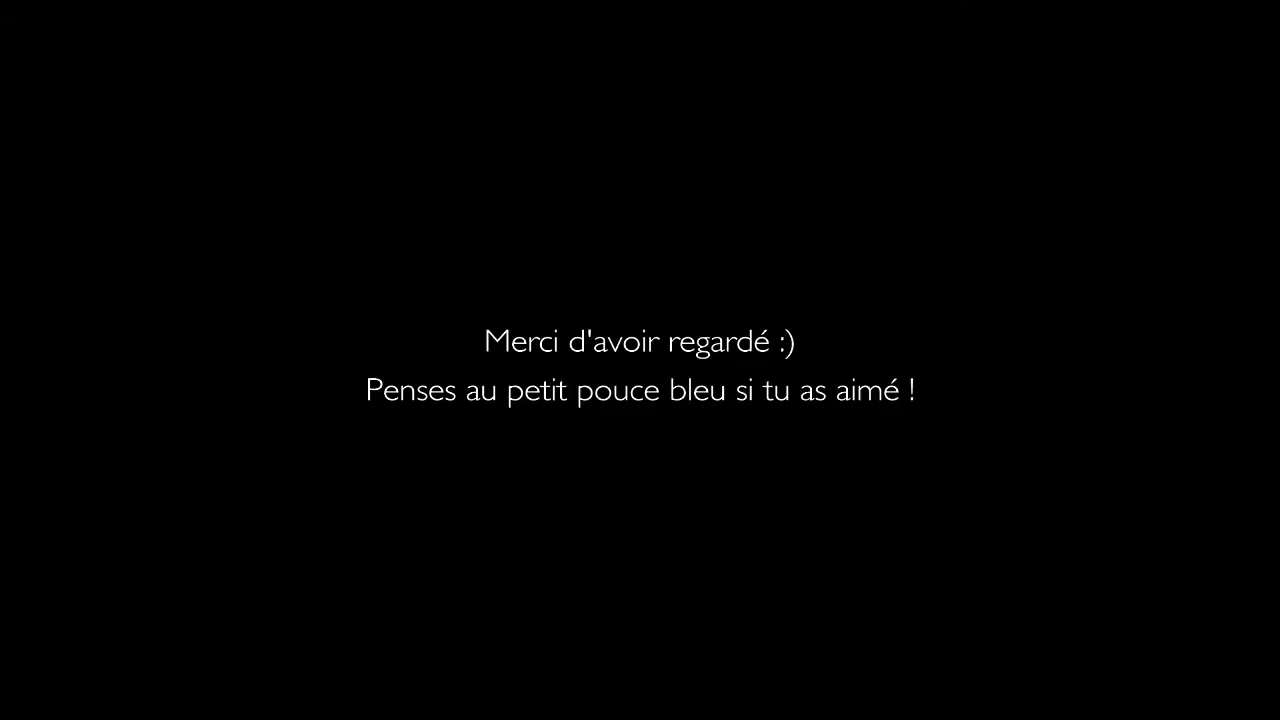 Merci d'avoir regardé :)
Penses au petit pouce bleu si tu as aimé !